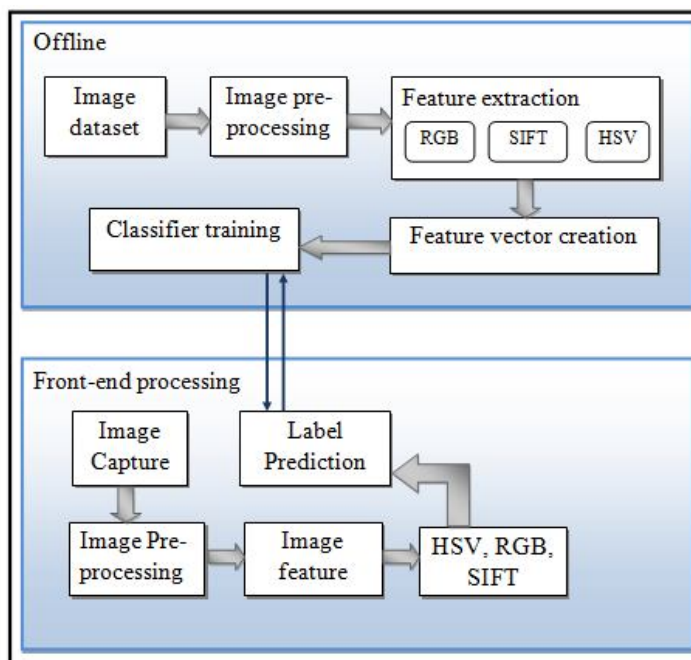 Offline
Image
dataset
Image pre-
processing
Feature extraction
RGB
SIFT
HSV
Classifier training
Feature vector creation
Front-end processing
Image
Capture
Label
Prediction
Image Pre-
processing
Image
feature
HSV, RGB,
SIFT